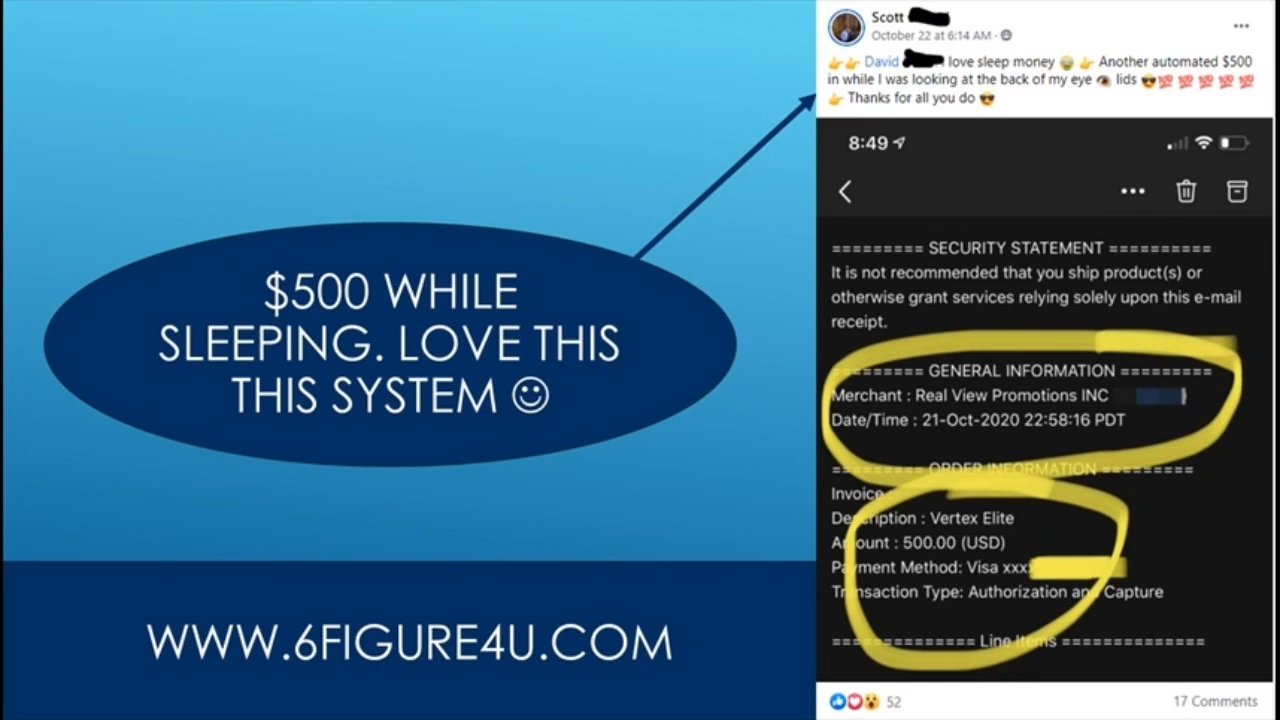 $500 WHILE
SLEEPING. LOVE THIS
THIS SYSTEM ☺
WWW.6FIGURE4U.COM
Scott
October 22 at 6:14 AM ·
👉👉 David love sleep money 🤑 👉 Another automated $500
in while I was looking at the back of my eye 👁 lids 😎💯 💯 💯 💯 💯
👉 Thanks for all you do 😎
8:49
========= SECURITY STATEMENT ==========
It is not recommended that you ship product(s) or
otherwise grant services relying solely upon this e-mail
receipt.
========= GENERAL INFORMATION =========
Merchant : Real View Promotions INC
Date/Time : 21-Oct-2020 22:58:16 PDT
========= ORDER INFORMATION =========
Invoice
Description : Vertex Elite
Amount : 500.00 (USD)
Payment Method: Visa xxxx
Transaction Type: Authorization and Capture
============== Line Items ==============
52
17 Comments